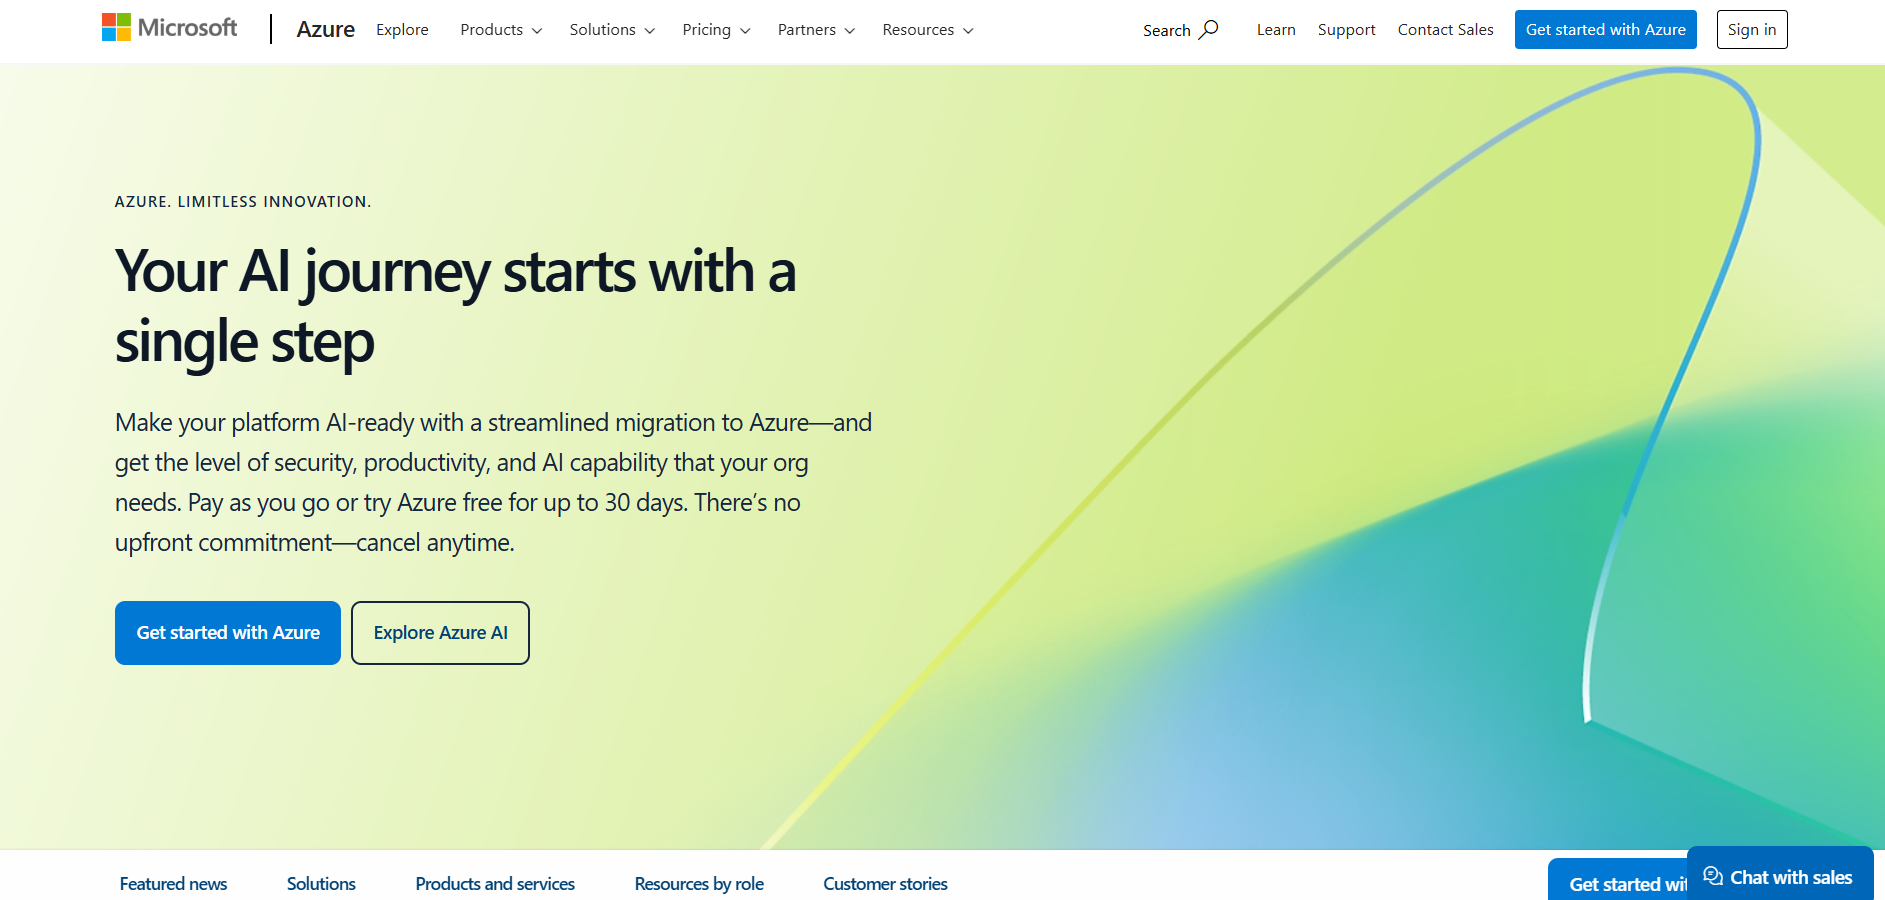 Microsoft Azure Explore Products Solutions Pricing Partners Resources Search Learn Support Contact Sales Get started with Azure Sign in
AZURE. LIMITLESS INNOVATION.
Your AI journey starts with a
single step
Make your platform AI-ready with a streamlined migration to Azure—and
get the level of security, productivity, and AI capability that your org
needs. Pay as you go or try Azure free for up to 30 days. There’s no
upfront commitment—cancel anytime.
Get started with Azure Explore Azure AI
Featured news Solutions Products and services Resources by role Customer stories Get started Chat with sales